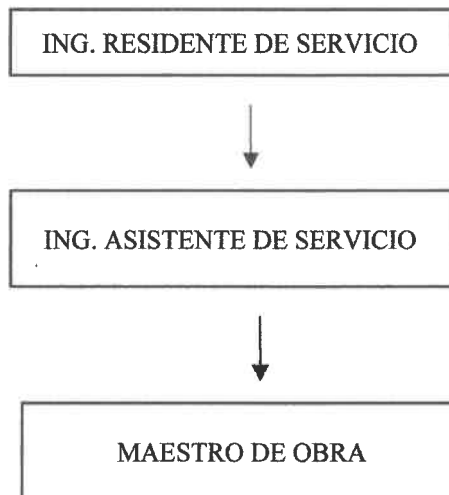 ING. RESIDENTE DE SERVICIO
ING. ASISTENTE DE SERVICIO
MAESTRO DE OBRA